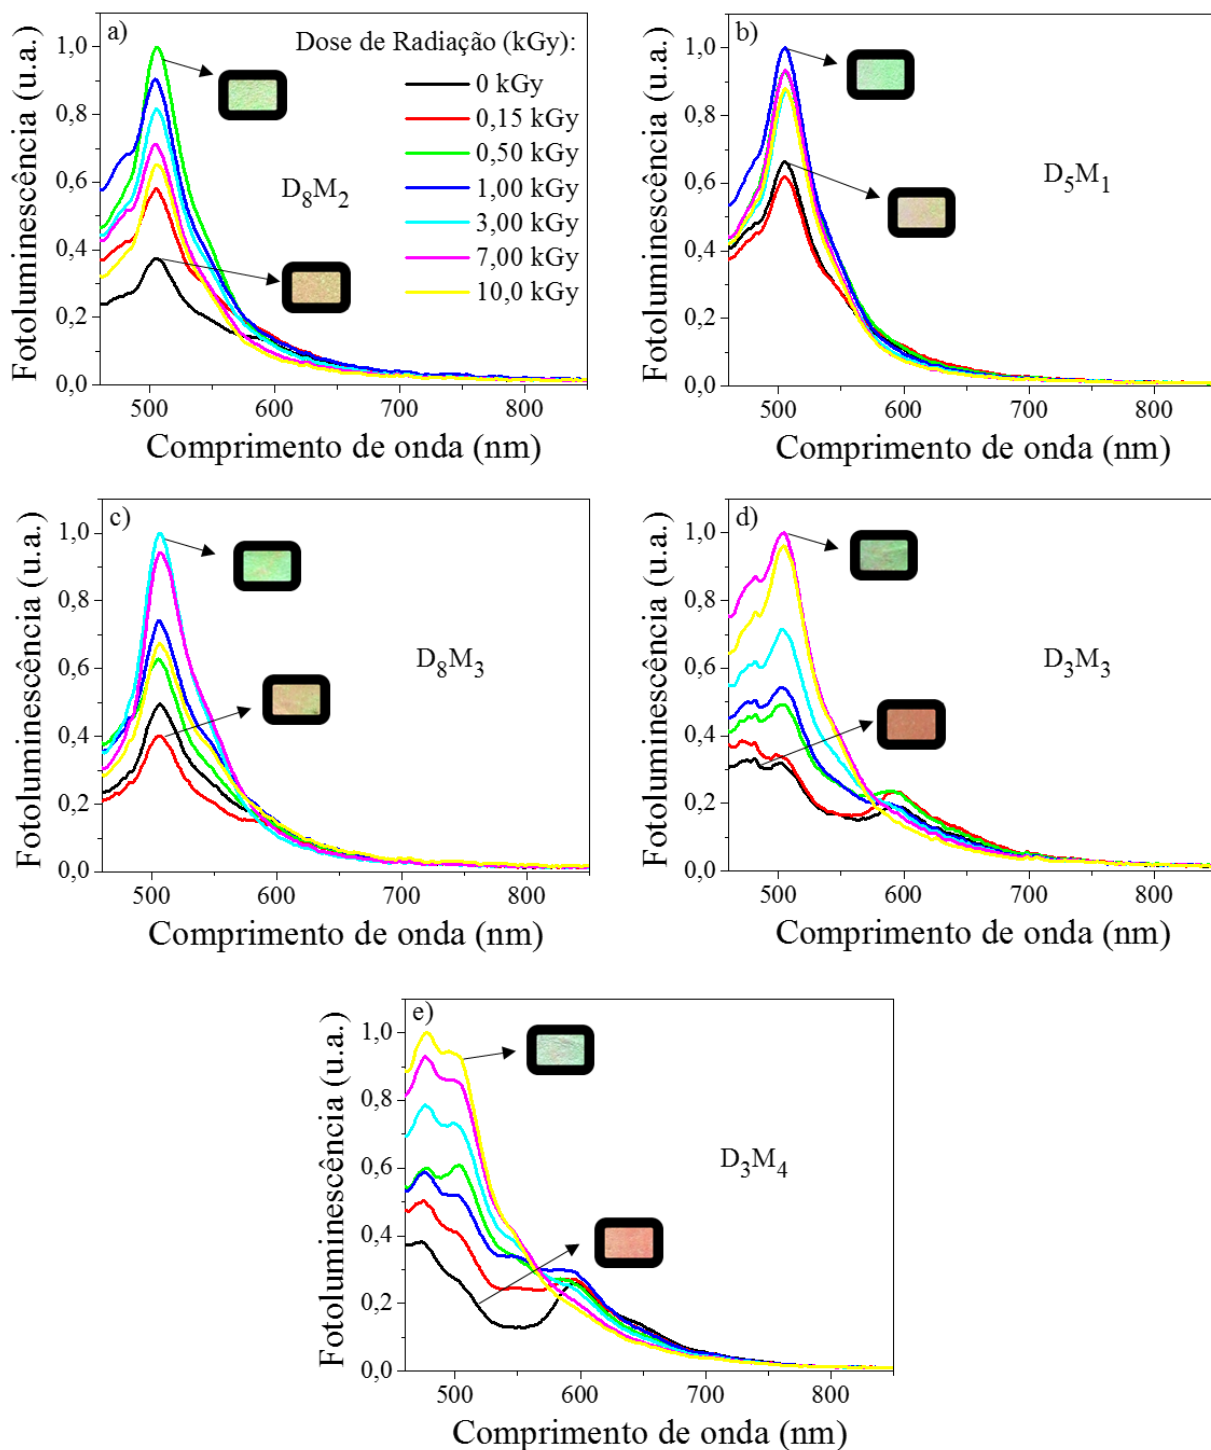 a)
Dose de Radiação (kGy):
0 kGy
0,15 kGy
0,50 kGy
1,00 kGy
3,00 kGy
7,00 kGy
10,0 kGy
D8M2
Fotoluminescência (u.a.)
1,0
0,8
0,6
0,4
0,2
0,0
500 600 700 800
Comprimento de onda (nm)
b)
D5M1
Fotoluminescência (u.a.)
1,0
0,8
0,6
0,4
0,2
0,0
500 600 700 800
Comprimento de onda (nm)
c)
D8M3
Fotoluminescência (u.a.)
1,0
0,8
0,6
0,4
0,2
0,0
500 600 700 800
Comprimento de onda (nm)
d)
D3M3
Fotoluminescência (u.a.)
1,0
0,8
0,6
0,4
0,2
0,0
500 600 700 800
Comprimento de onda (nm)
e)
D3M4
Fotoluminescência (u.a.)
1,0
0,8
0,6
0,4
0,2
0,0
500 600 700 800
Comprimento de onda (nm)